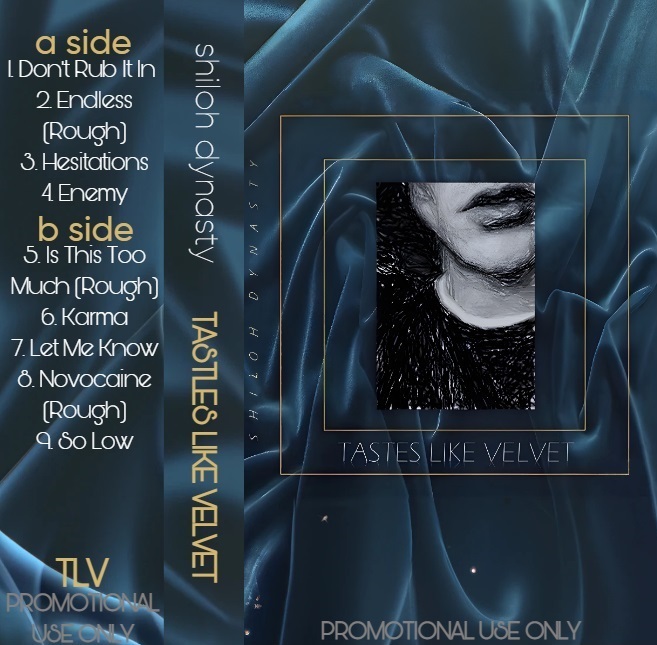 a side
1. Don't Rub It In
2. Endless
(Rough)
3. Hesitations
4. Enemy
b side
5. Is This Too
Much (Rough)
6. Karma
7. Let Me Know
8. Novocaine
(Rough)
9. So Low
TLV
PROMOTIONAL
USE ONLY
shiloh dynasty
TASTLES LIKE VELVET
SHILOH DYNASTY
TASTES LIKE VELVET
PROMOTIONAL USE ONLY